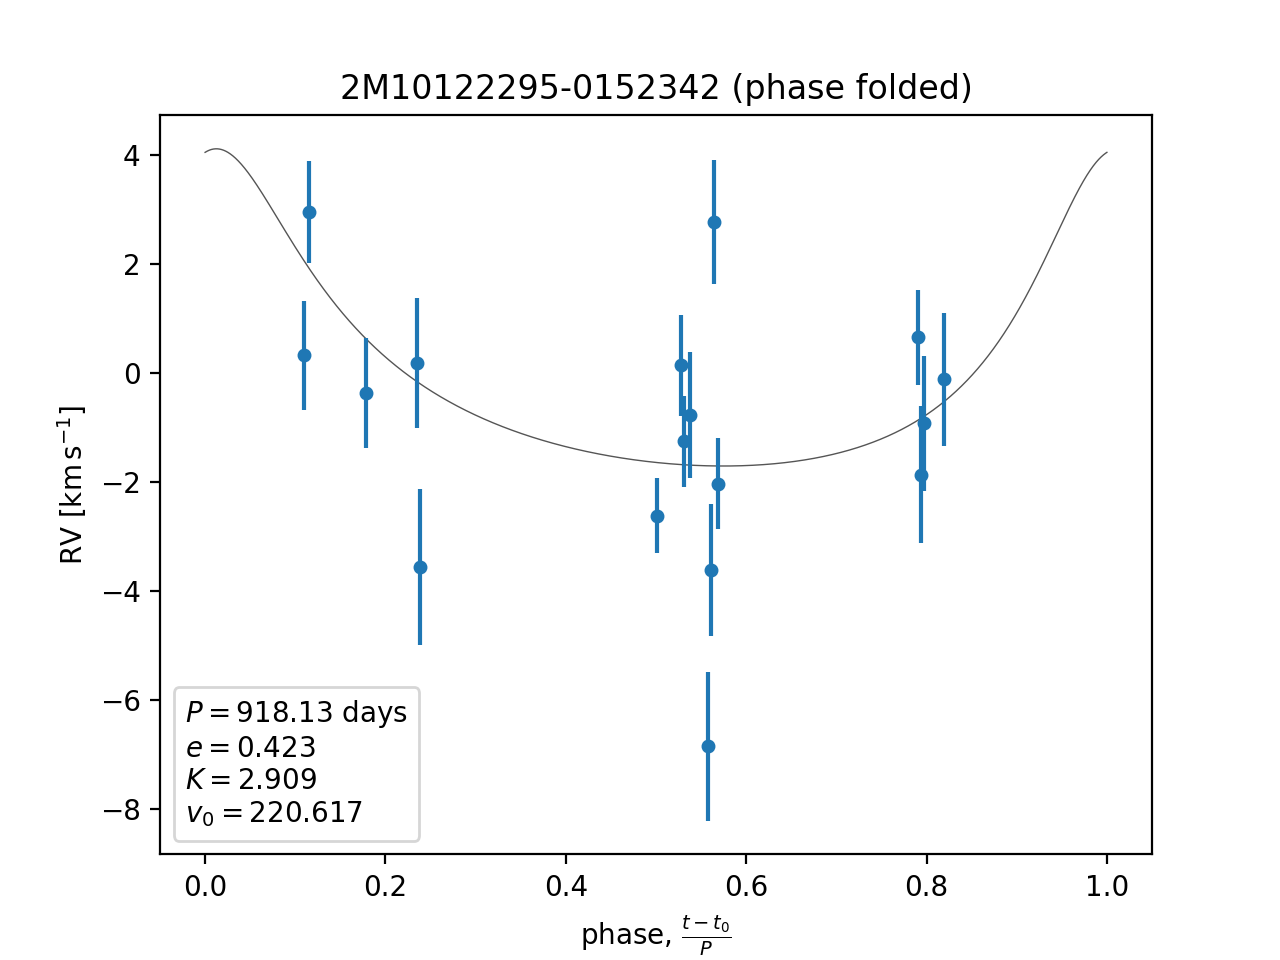 2M10122295-0152342 (phase folded)
4
2
0
−2
−4
−6
−8
RV [km s⁻¹]
P = 918.13 days
e = 0.423
K = 2.909
v₀ = 220.617
0.0 0.2 0.4 0.6 0.8 1.0
phase, (t − t₀)/P